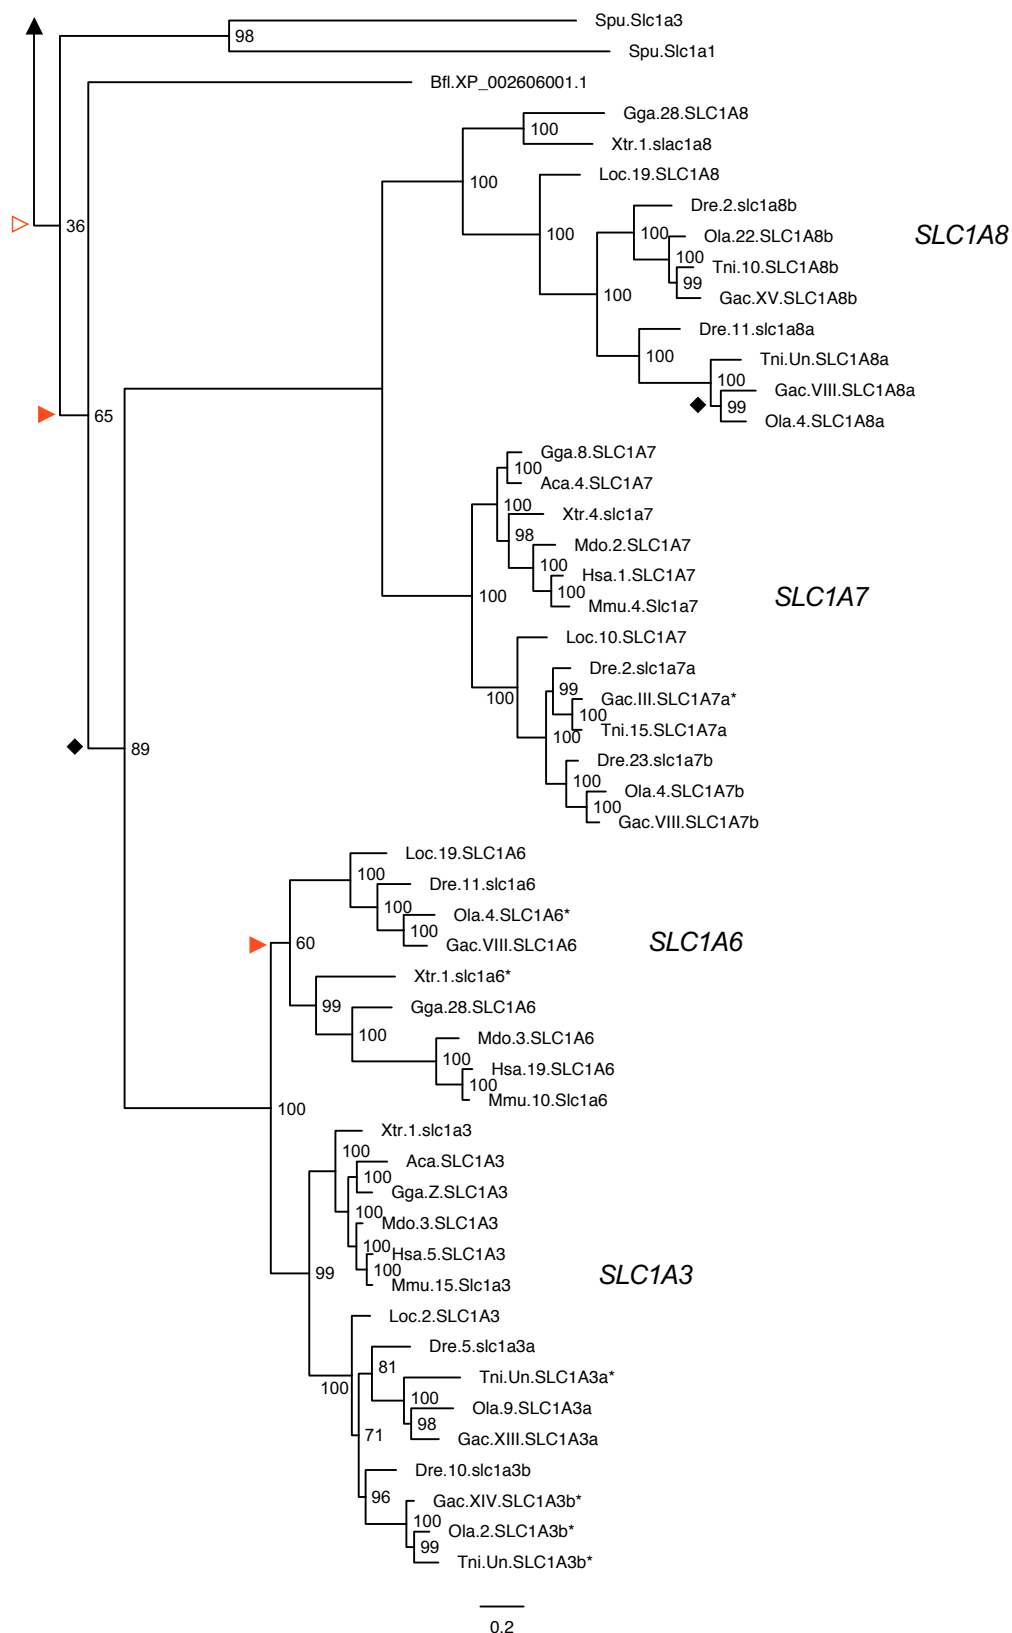 Spu.Slc1a3
98
Spu.Slc1a1
Bfl.XP_002606001.1
Gga.28.SLC1A8
100
Xtr.1.slac1a8
100
Loc.19.SLC1A8
Dre.2.slc1a8b
36
100
Ola.22.SLC1A8b
SLC1A8
100
100
Tni.10.SLC1A8b
99
100
Gac.XV.SLC1A8b
Dre.11.slc1a8a
100
Tni.Un.SLC1A8a
100
Gac.VIII.SLC1A8a
99
65
Ola.4.SLC1A8a
Gga.8.SLC1A7
100
Aca.4.SLC1A7
100
Xtr.4.slc1a7
98
Mdo.2.SLC1A7
100
Hsa.1.SLC1A7
100
100
SLC1A7
Mmu.4.Slc1a7
Loc.10.SLC1A7
Dre.2.slc1a7a
99
100
Gac.III.SLC1A7a*
100
Tni.15.SLC1A7a
100
89
Dre.23.slc1a7b
100
Ola.4.SLC1A7b
100
Gac.VIII.SLC1A7b
Loc.19.SLC1A6
100
Dre.11.slc1a6
100
Ola.4.SLC1A6*
100
60
Gac.VIII.SLC1A6
SLC1A6
Xtr.1.slc1a6*
99
Gga.28.SLC1A6
100
Mdo.3.SLC1A6
100
Hsa.19.SLC1A6
100
Mmu.10.Slc1a6
100
Xtr.1.slc1a3
100
Aca.SLC1A3
100
Gga.Z.SLC1A3
100
Mdo.3.SLC1A3
100
Hsa.5.SLC1A3
100
99
SLC1A3
Mmu.15.Slc1a3
Loc.2.SLC1A3
Dre.5.slc1a3a
81
Tni.Un.SLC1A3a*
100
100
Ola.9.SLC1A3a
98
71
Gac.XIII.SLC1A3a
Dre.10.slc1a3b
96
Gac.XIV.SLC1A3b*
100
Ola.2.SLC1A3b*
99
Tni.Un.SLC1A3b*
0.2